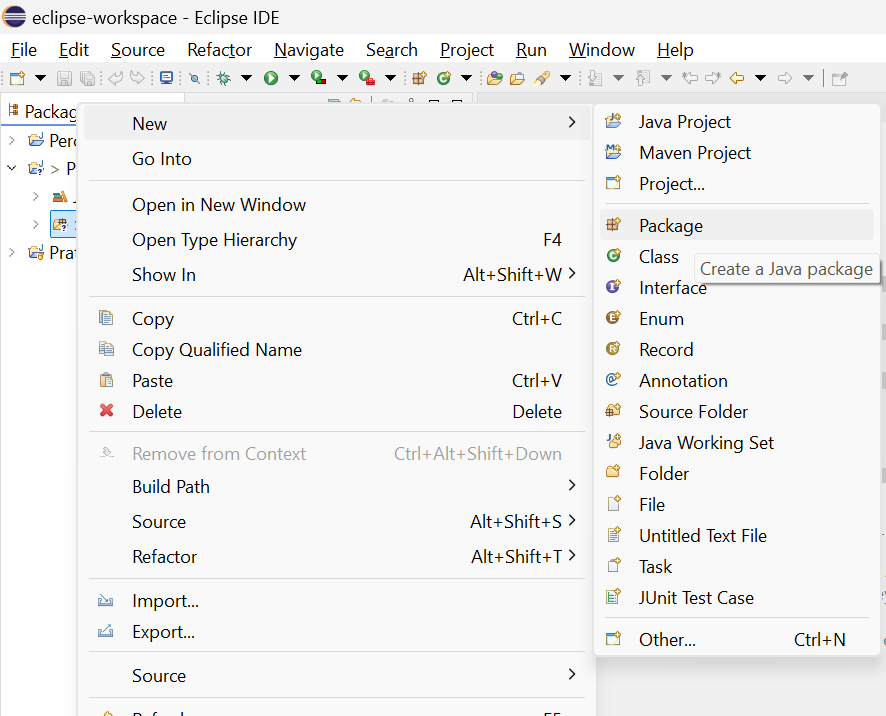 eclipse-workspace - Eclipse IDE
File Edit Source Refactor Navigate Search Project Run Window Help
Packag
Perc
> P
Prat
New
Go Into
Open in New Window
Open Type Hierarchy F4
Show In Alt+Shift+W
Copy Ctrl+C
Copy Qualified Name
Paste Ctrl+V
Delete Delete
Remove from Context Ctrl+Alt+Shift+Down
Build Path
Source Alt+Shift+S
Refactor Alt+Shift+T
Import...
Export...
Source
Java Project
Maven Project
Project...
Package
Class
Create a Java package
Interface
Enum
Record
Annotation
Source Folder
Java Working Set
Folder
File
Untitled Text File
Task
JUnit Test Case
Other... Ctrl+N